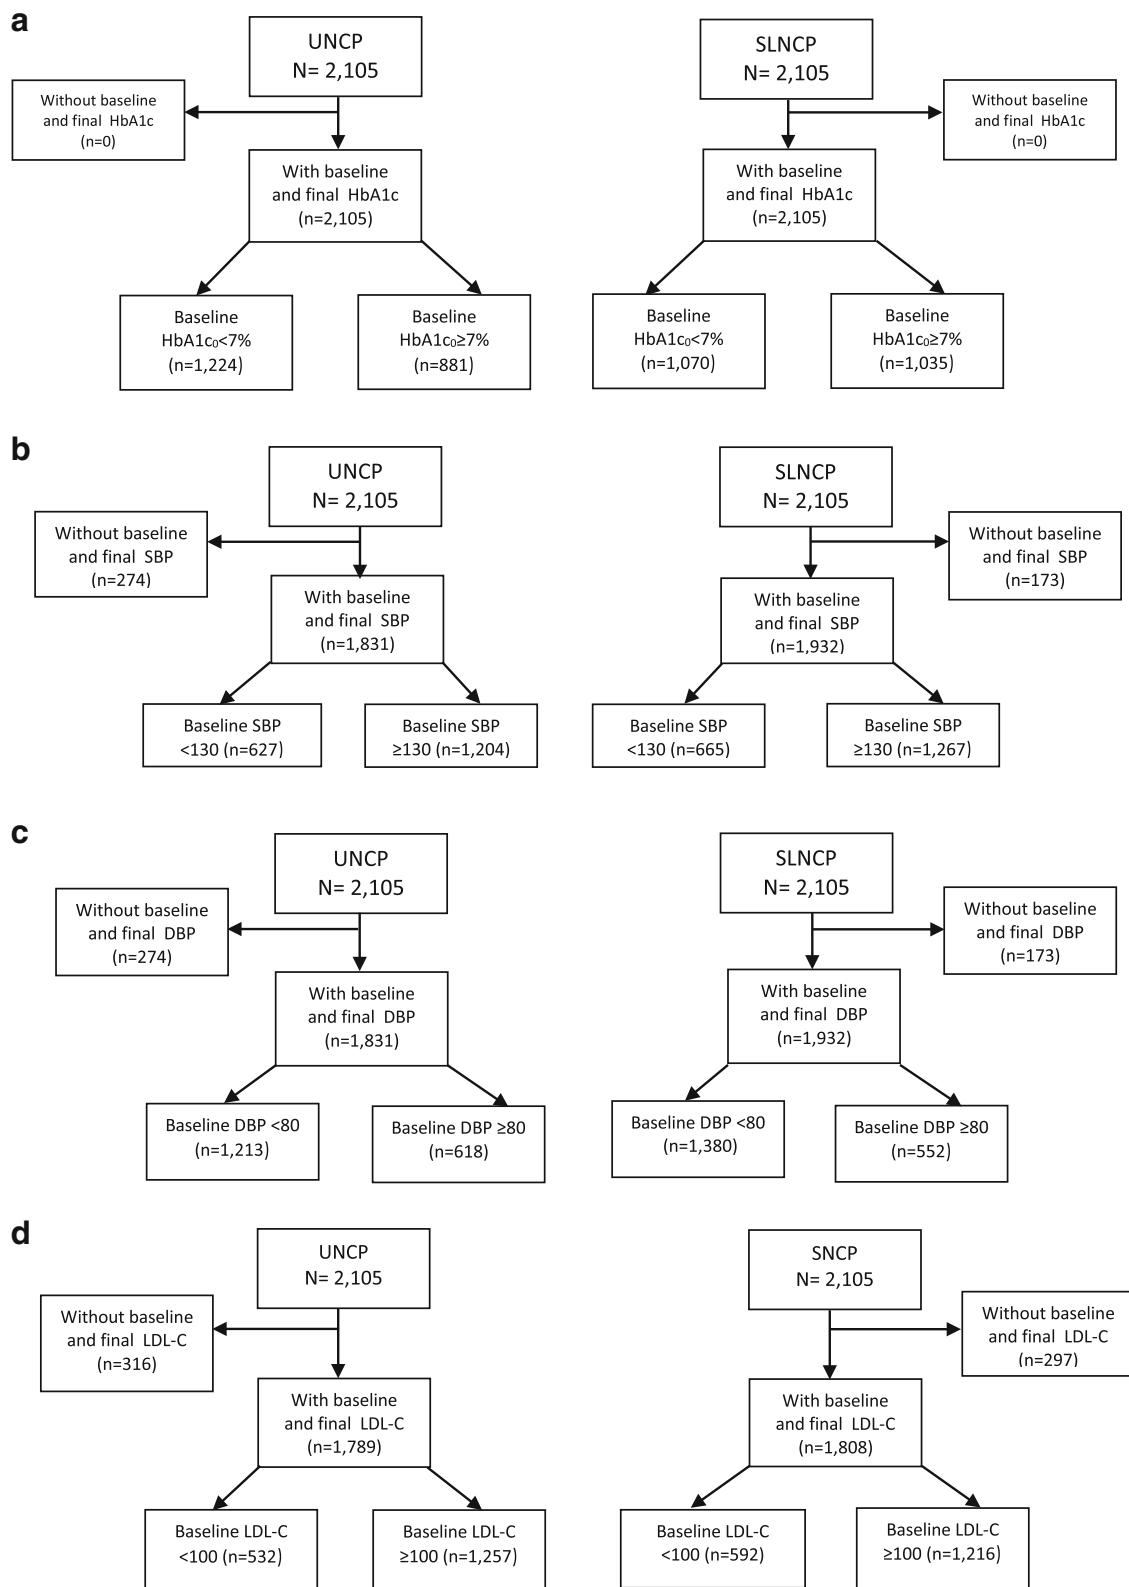 a
UNCP
N= 2,105
Without baseline
and final HbA1c
(n=0)
With baseline
and final HbA1c
(n=2,105)
Baseline
HbA1c₀<7%
(n=1,224)
Baseline
HbA1c₀≥7%
(n=881)
SLNCP
N= 2,105
Without baseline
and final HbA1c
(n=0)
With baseline
and final HbA1c
(n=2,105)
Baseline
HbA1c₀<7%
(n=1,070)
Baseline
HbA1c₀≥7%
(n=1,035)
b
UNCP
N= 2,105
Without baseline
and final SBP
(n=274)
With baseline
and final SBP
(n=1,831)
Baseline SBP
<130 (n=627)
Baseline SBP
≥130 (n=1,204)
SLNCP
N= 2,105
Without baseline
and final SBP
(n=173)
With baseline
and final SBP
(n=1,932)
Baseline SBP
<130 (n=665)
Baseline SBP
≥130 (n=1,267)
c
UNCP
N= 2,105
Without baseline
and final DBP
(n=274)
With baseline
and final DBP
(n=1,831)
Baseline DBP <80
(n=1,213)
Baseline DBP ≥80
(n=618)
SLNCP
N= 2,105
Without baseline
and final DBP
(n=173)
With baseline
and final DBP
(n=1,932)
Baseline DBP <80
(n=1,380)
Baseline DBP ≥80
(n=552)
d
UNCP
N= 2,105
Without baseline
and final LDL-C
(n=316)
With baseline
and final LDL-C
(n=1,789)
Baseline LDL-C
<100 (n=532)
Baseline LDL-C
≥100 (n=1,257)
SNCP
N= 2,105
Without baseline
and final LDL-C
(n=297)
With baseline
and final LDL-C
(n=1,808)
Baseline LDL-C
<100 (n=592)
Baseline LDL-C
≥100 (n=1,216)